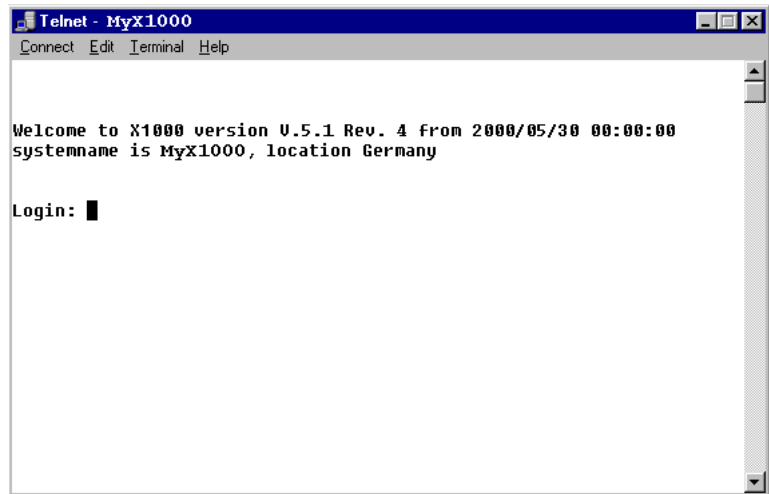 Telnet - MyX1000
Connect Edit Terminal Help
Welcome to X1000 version V.5.1 Rev. 4 from 2000/05/30 00:00:00
systemname is MyX1000, location Germany
Login: